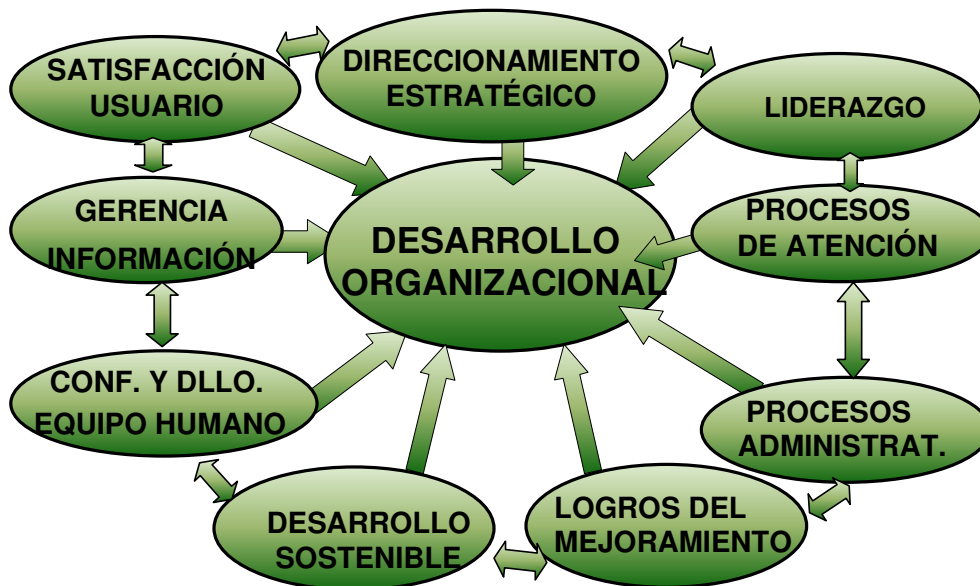 SATISFACCIÓN
USUARIO
DIRECCIONAMIENTO
ESTRATÉGICO
LIDERAZGO
GERENCIA
INFORMACIÓN
DESARROLLO
ORGANIZACIONAL
PROCESOS
DE ATENCIÓN
CONF. Y DLLO.
EQUIPO HUMANO
PROCESOS
ADMINISTRAT.
DESARROLLO
SOSTENIBLE
LOGROS DEL
MEJORAMIENTO